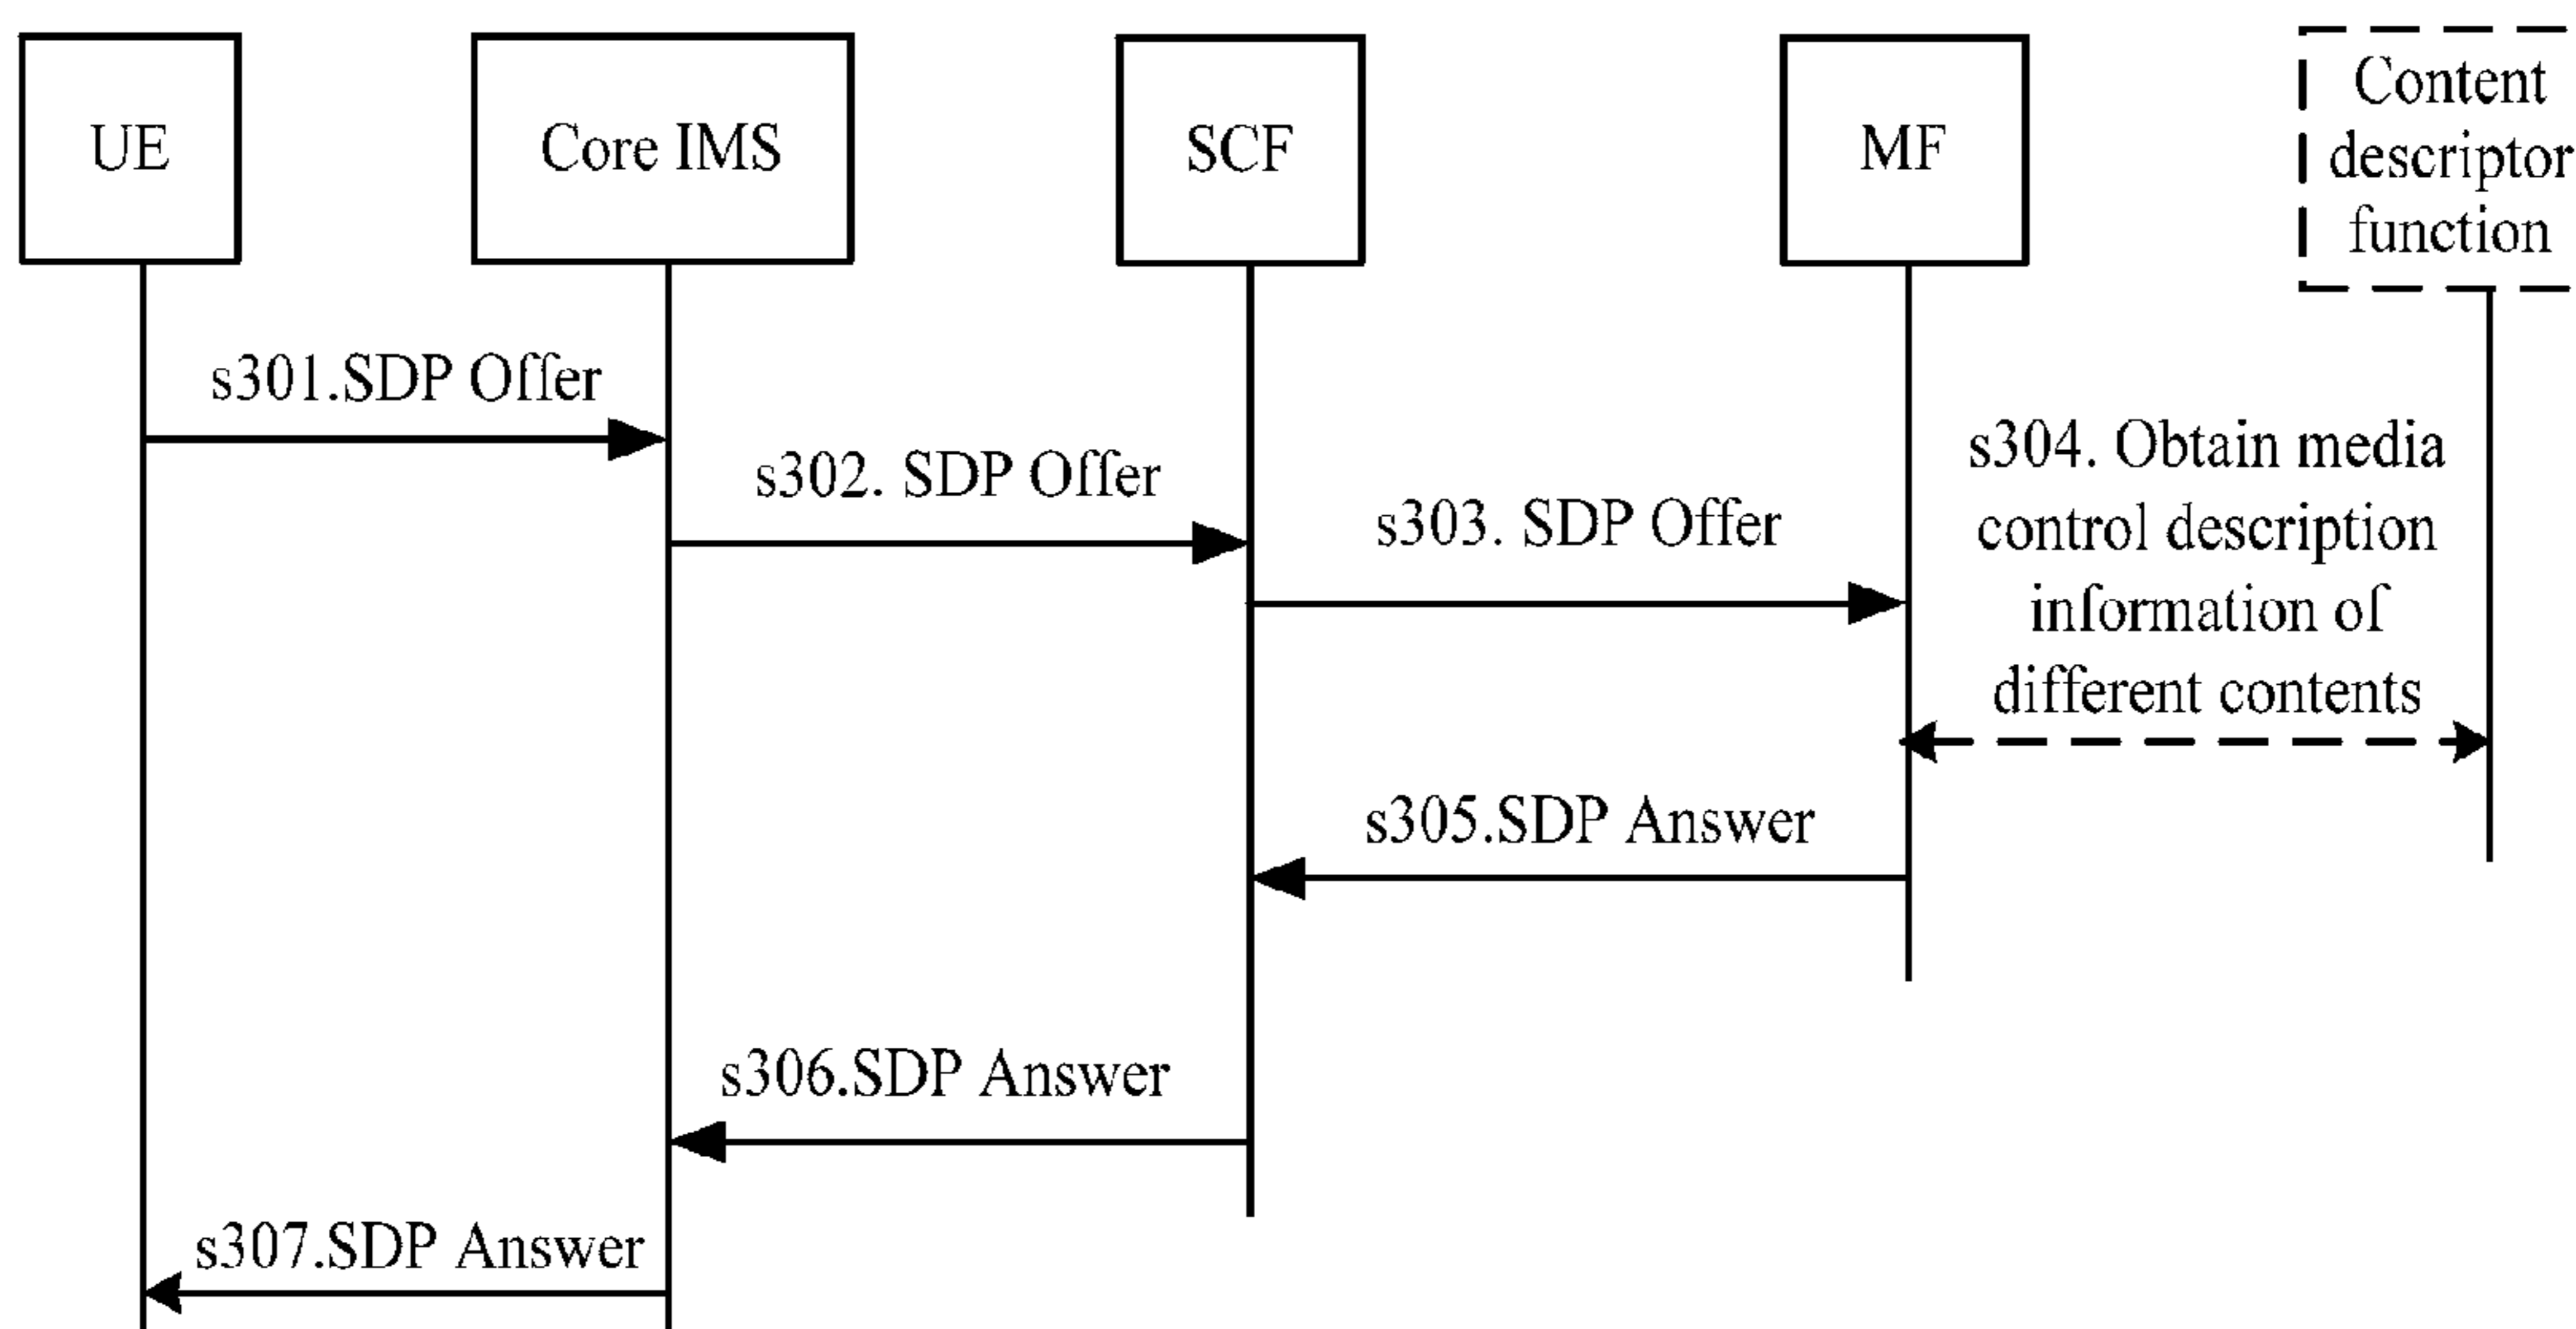 UE
Core IMS
SCF
MF
Content
descriptor
function
s301.SDP Offer
s302. SDP Offer
s303. SDP Offer
s304. Obtain media
control description
information of
different contents
s305.SDP Answer
s306.SDP Answer
s307.SDP Answer